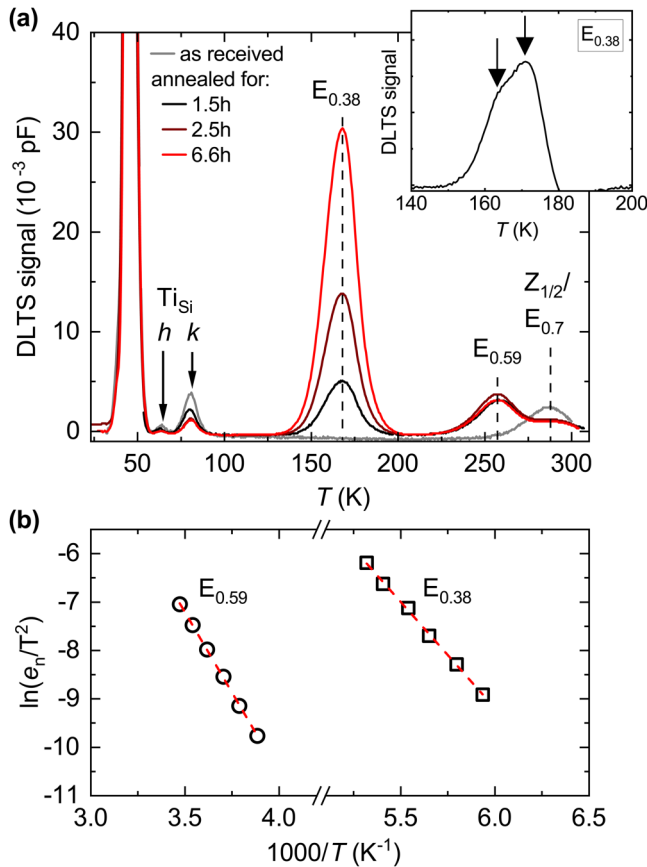 (a)
as received
annealed for:
1.5h
2.5h
6.6h
E0.38
E0.38
DLTS signal
140 160 180 200
T (K)
TiSi
h k
Z1/2/
E0.7
E0.59
DLTS signal (10⁻³ pF)
40
30
20
10
0
50 100 150 200 250 300
T (K)
(b)
E0.59
E0.38
ln(en/T²)
-6
-7
-8
-9
-10
-11
3.0 3.5 4.0 5.5 6.0 6.5
1000/T (K⁻¹)